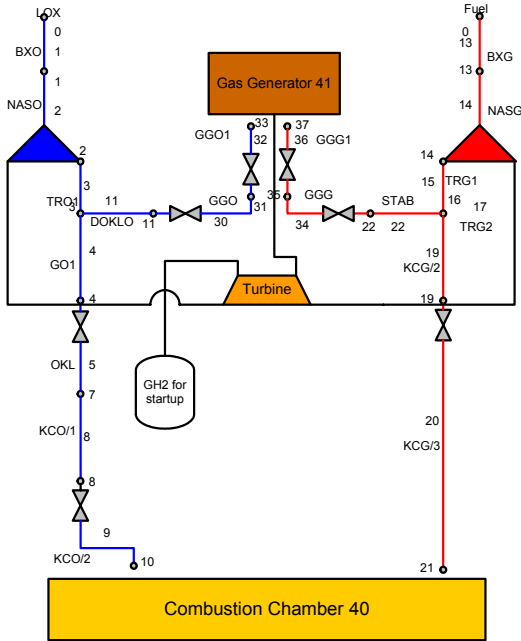 LOX
Fuel
0
0
BXO
1
13
BXG
1
13
NASO
2
14
NASG
Gas Generator 41
GGO1
33
32
37
36
GGG1
2
14
3
15
TRG1
TRO1
3
11
DOKLO
11
GGO
30
31
35
GGG
34
STAB
22
22
16
17
TRG2
4
GO1
19
KCG/2
Turbine
4
19
OKL
5
GH2 for
startup
7
KCO/1
8
20
KCG/3
8
9
KCO/2
10
21
Combustion Chamber 40